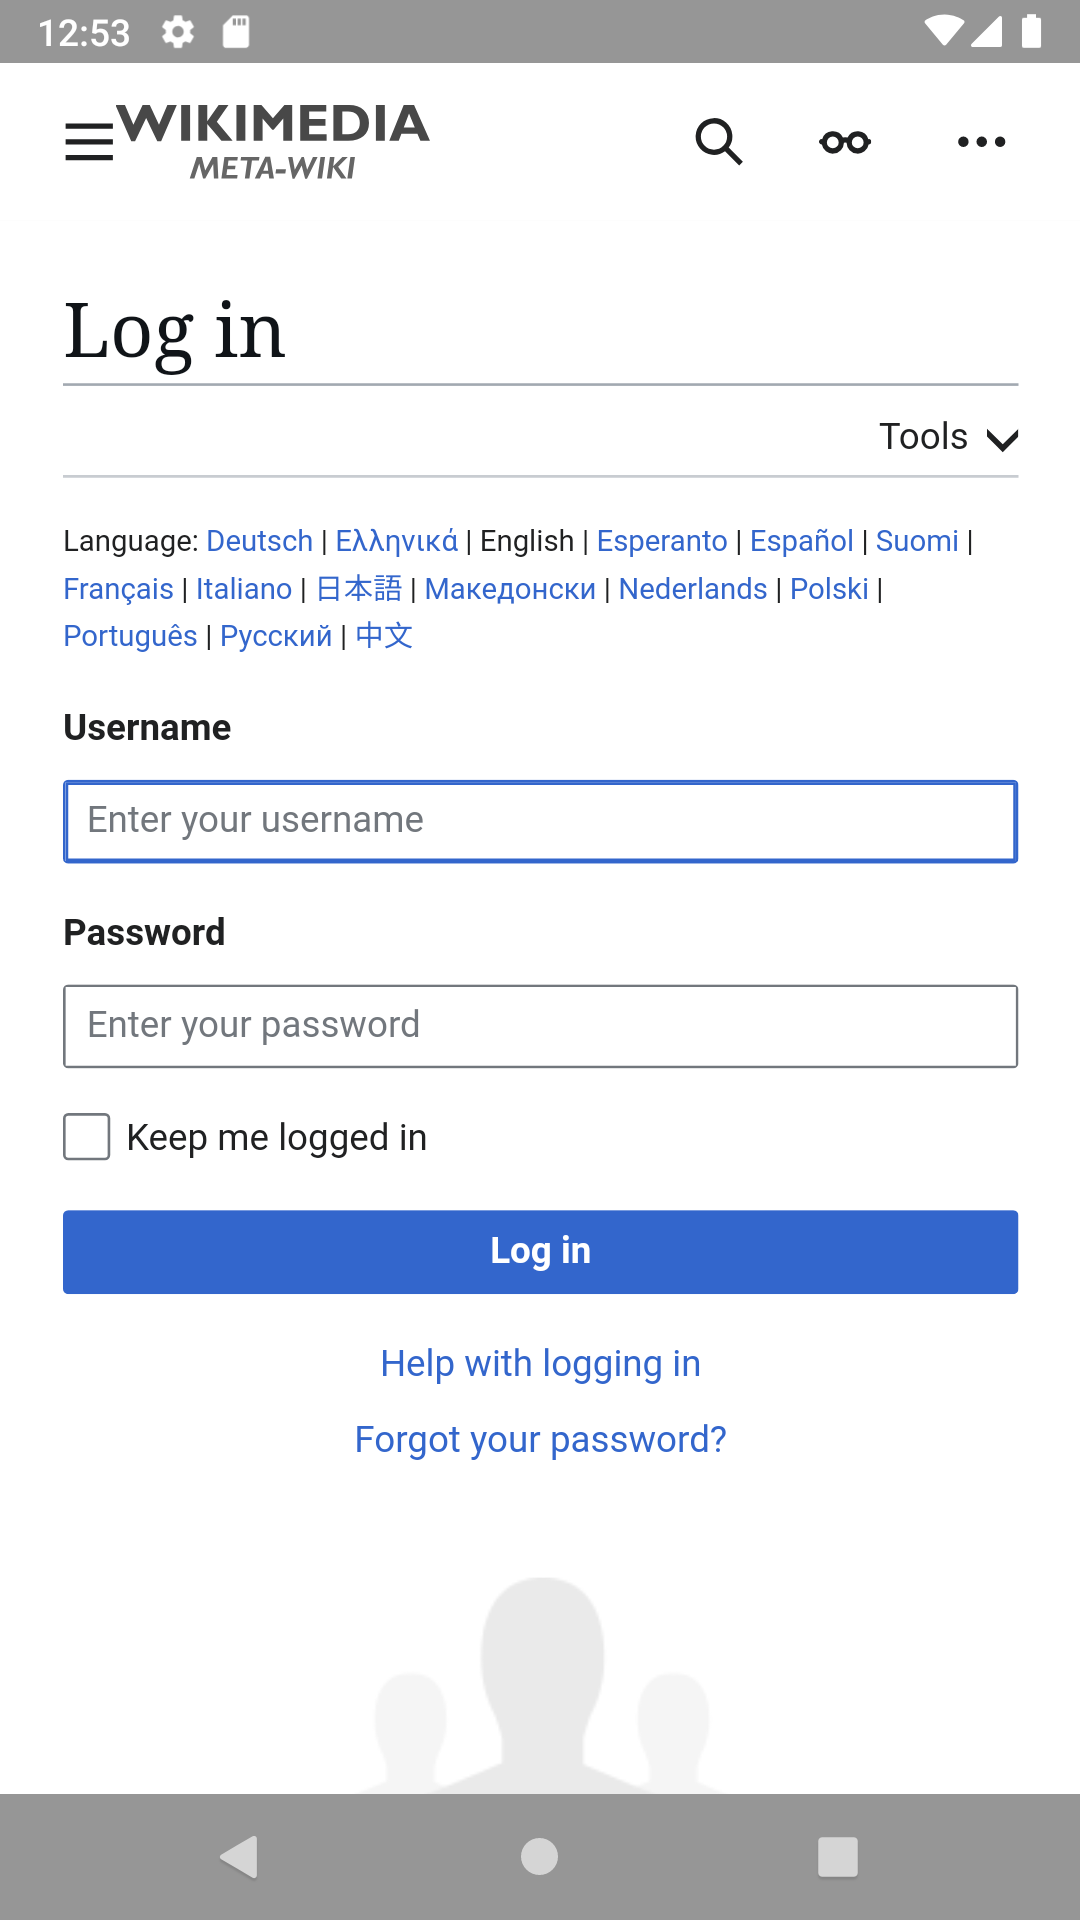 12:53
WIKIMEDIA
META-WIKI
Log in
Tools
Language: Deutsch | Ελληνικά | English | Esperanto | Español | Suomi |
Français | Italiano | 日本語 | Македонски | Nederlands | Polski |
Português | Русский | 中文
Username
Enter your username
Password
Enter your password
Keep me logged in
Log in
Help with logging in
Forgot your password?